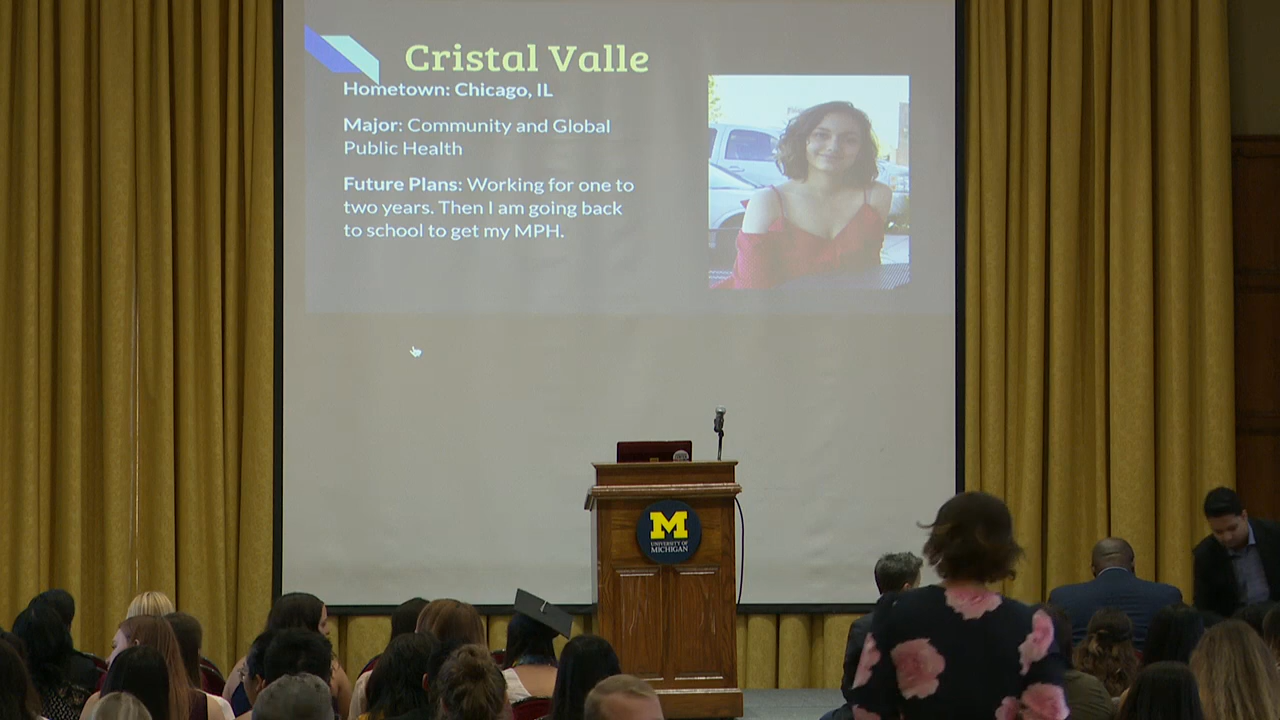 Cristal Valle
Hometown: Chicago, IL
Major: Community and Global
Public Health
Future Plans: Working for one to
two years. Then I am going back
to school to get my MPH.
M
UNIVERSITY OF
MICHIGAN